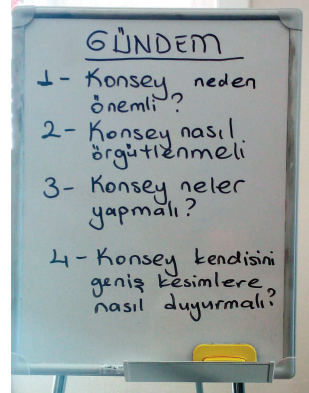 GÜNDEM
1- Konsey neden
önemli?
2- Konsey nasıl
örgütlenmeli
3- Konsey neler
yapmalı?
4- Konsey kendisini
geniş kesimlere
nasıl duyurmalı?